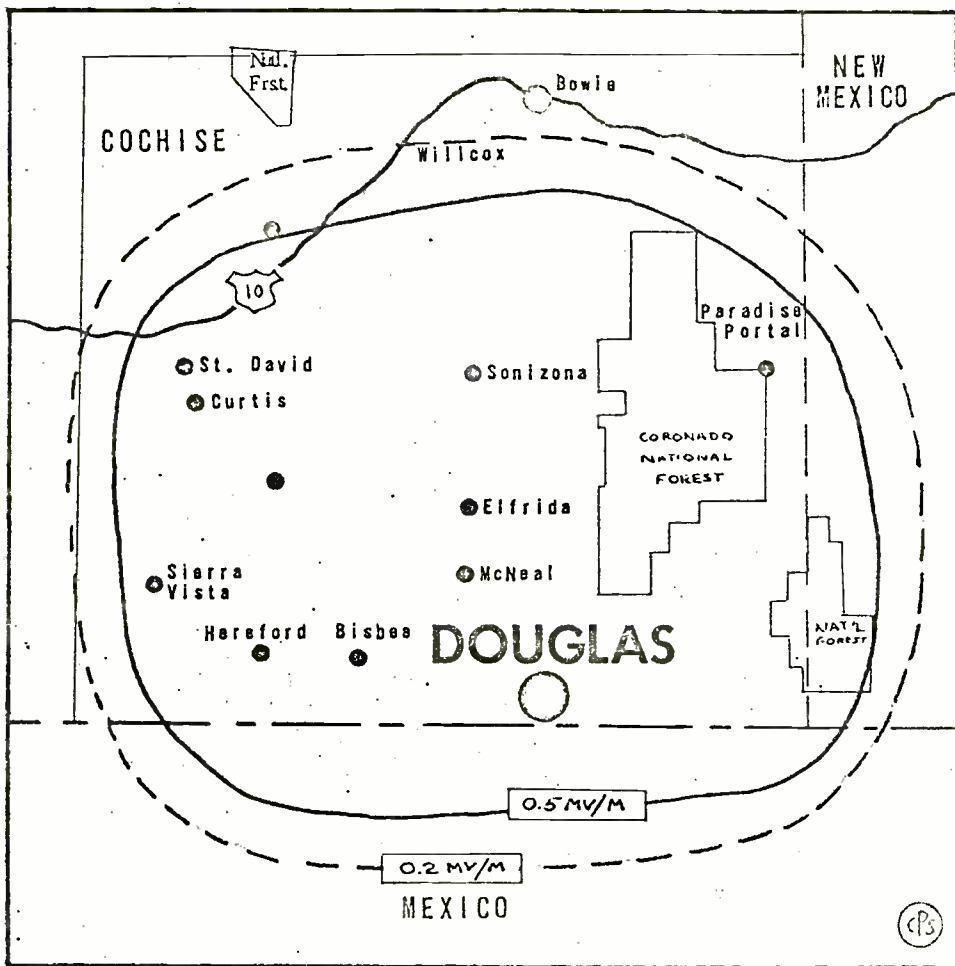 Nat.
Frst.
Bowie
NEW
MEXICO
COCHISE
Willcox
10
Paradise
Portal
St. David
Sonizona
Curtis
CORONADO
NATIONAL
FOREST
Elfrida
Sierra
Vista
McNeal
Hereford Bisbee
DOUGLAS
NAT'L
FOREST
0.5 MV/M
0.2 MV/M
MEXICO
CPS